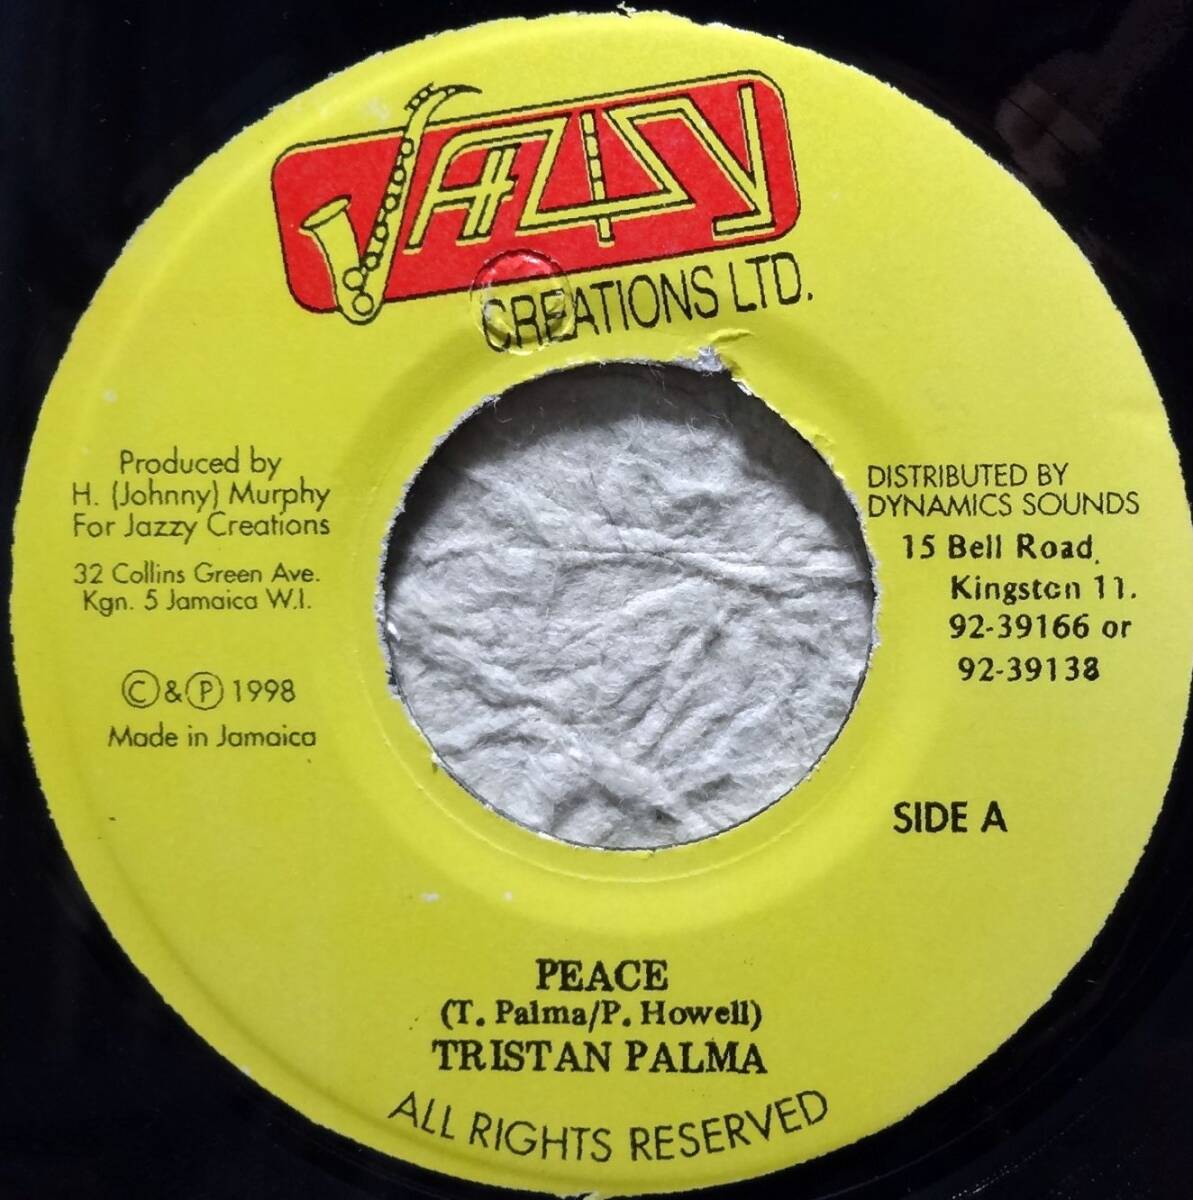 JAZZY
CREATIONS LTD.
Produced by
H. (Johnny) Murphy
For Jazzy Creations
32 Collins Green Ave.
Kgn. 5 Jamaica W.I.
©&℗ 1998
Made in Jamaica
DISTRIBUTED BY
DYNAMICS SOUNDS
15 Bell Road,
Kingston 11.
92-39166 or
92-39138
SIDE A
PEACE
(T. Palma/P. Howell)
TRISTAN PALMA
ALL RIGHTS RESERVED